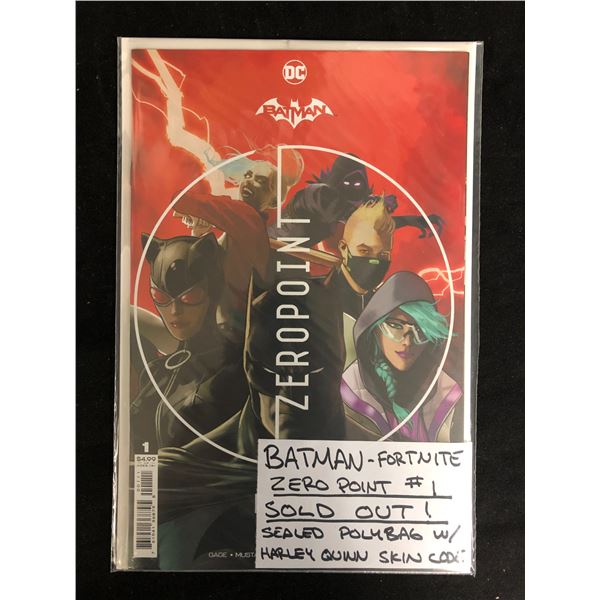 DC
BATMAN
ZEROPOINT
1
$4.99
BATMAN-FORTNITE
ZERO POINT #1
SOLD OUT!
SEALED POLYBAG W/
HARLEY QUINN SKIN CODE!
GAGE •